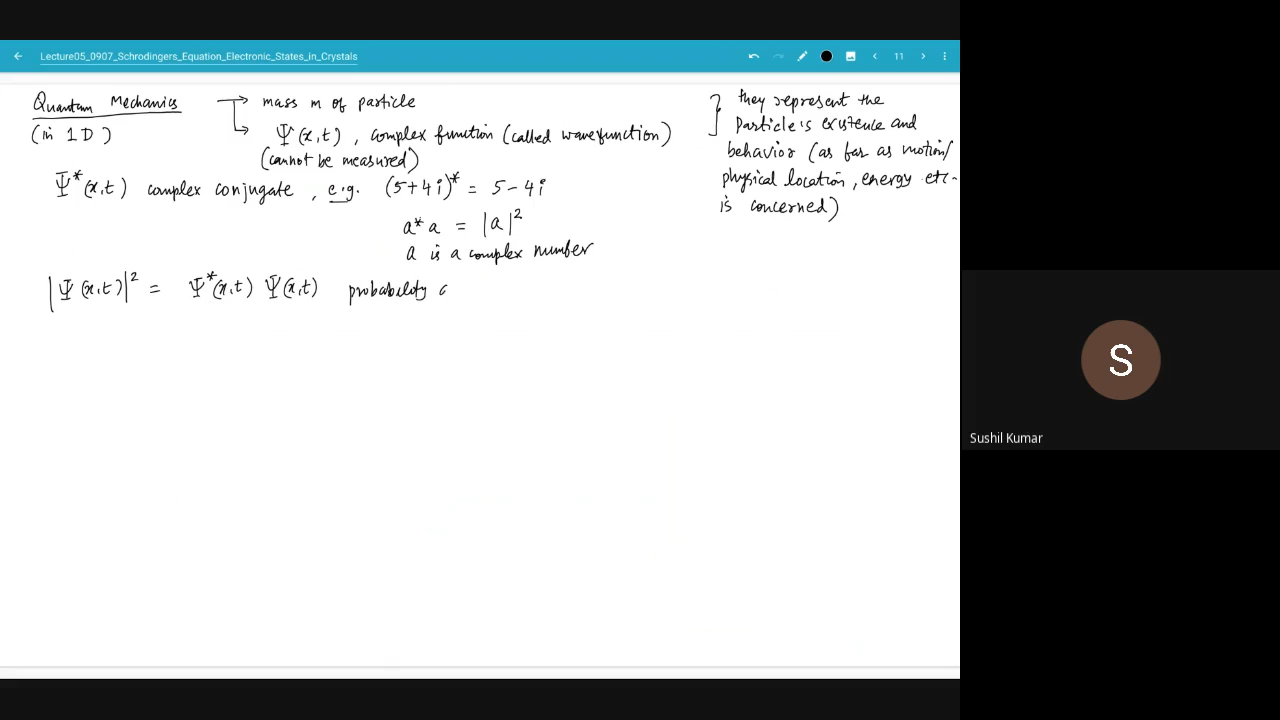 Lecture05_0907_Schrodingers_Equation_Electronic_States_in_Crystals
11
Quantum Mechanics → mass m of particle
(in 1D) → Ψ(x,t), complex function (called wavefunction)
(cannot be measured)
} they represent the
particle's existence and
behavior (as far as motion/
physical location, energy etc.
is concerned)
Ψ*(x,t) complex conjugate, e.g. (5+4i)* = 5-4i
a*a = |a|²
a is a complex number
|Ψ(x,t)|² = Ψ*(x,t) Ψ(x,t) probability
S
Sushil Kumar